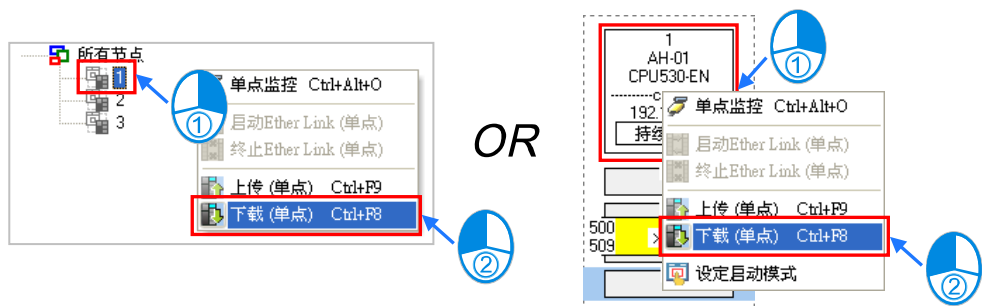 所有节点
1
2
3
单点监控 Ctrl+Alt+O
启动Ether Link (单点)
终止Ether Link (单点)
上传 (单点) Ctrl+F9
下载 (单点) Ctrl+F8
①
②
OR
1
AH-01
CPU530-EN
192.
持续
500
509
单点监控 Ctrl+Alt+O
启动Ether Link (单点)
终止Ether Link (单点)
上传 (单点) Ctrl+F9
下载 (单点) Ctrl+F8
设定启动模式
①
②